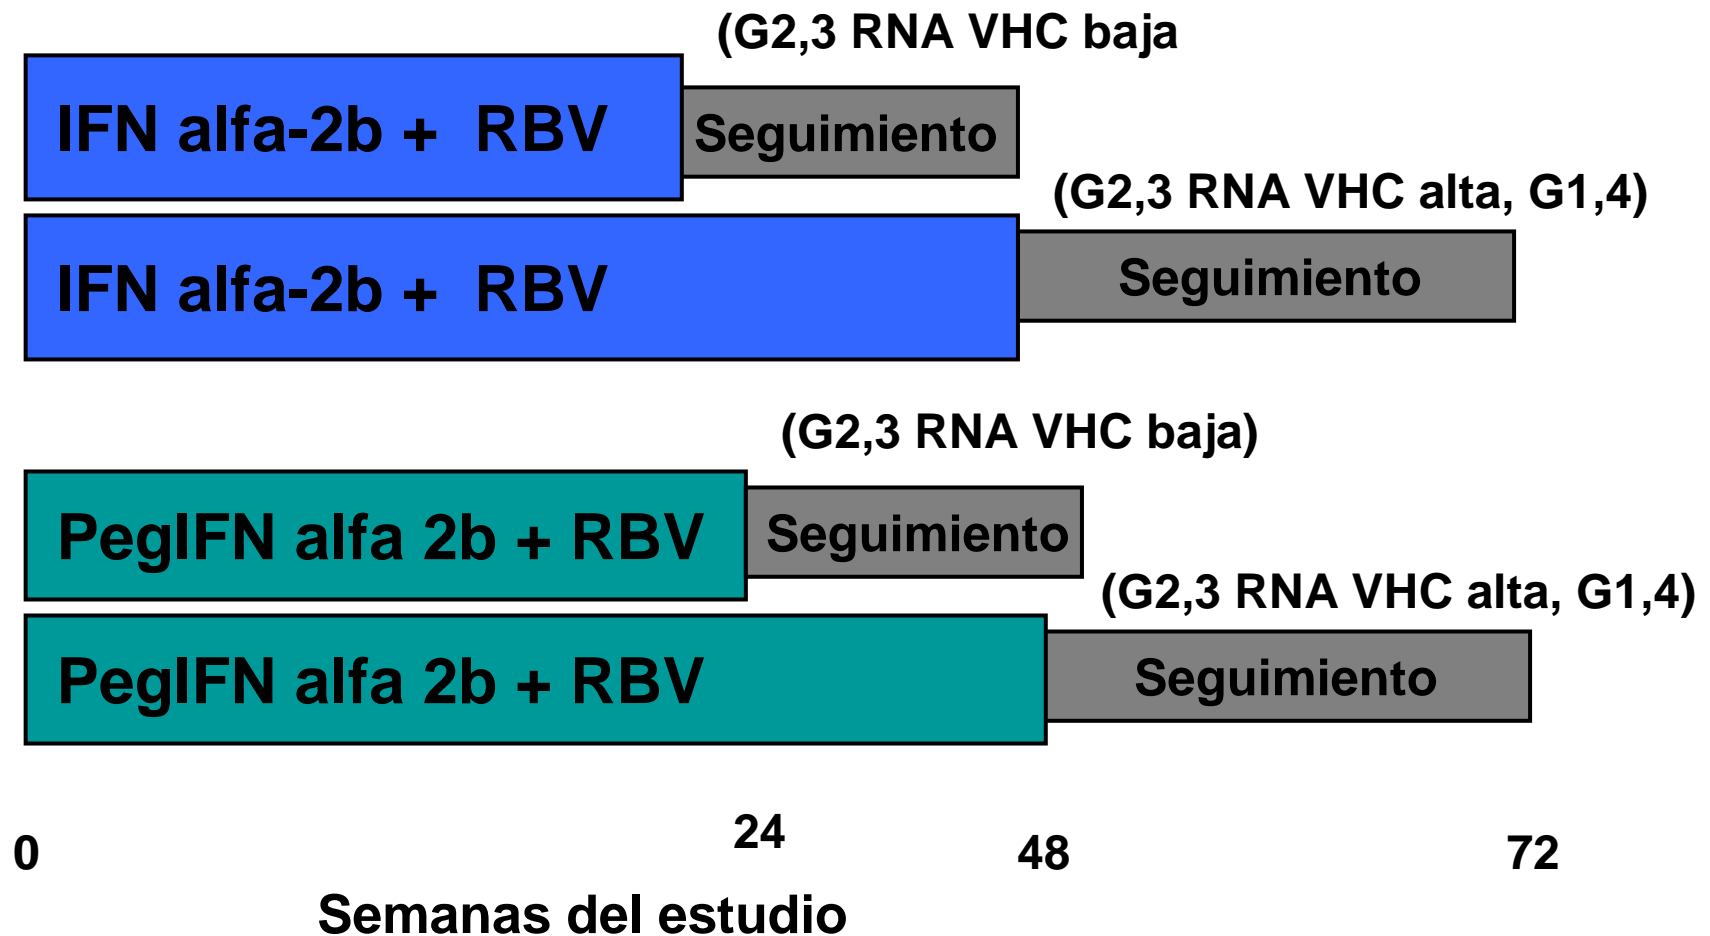 (G2,3 RNA VHC baja
IFN alfa-2b + RBV
Seguimiento
(G2,3 RNA VHC alta, G1,4)
IFN alfa-2b + RBV
Seguimiento
(G2,3 RNA VHC baja)
PegIFN alfa 2b + RBV
Seguimiento
(G2,3 RNA VHC alta, G1,4)
PegIFN alfa 2b + RBV
Seguimiento
0 24 48 72
Semanas del estudio